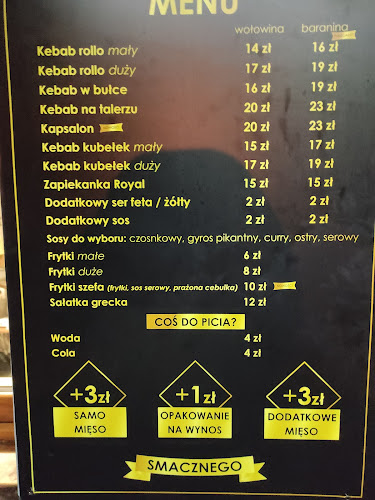 MENU
wołowina baranina
Kebab rollo mały 14 zł 16 zł
Kebab rollo duży 17 zł 19 zł
Kebab w bułce 16 zł 19 zł
Kebab na talerzu 20 zł 23 zł
Kapsalon 20 zł 23 zł
Kebab kubełek mały 15 zł 17 zł
Kebab kubełek duży 17 zł 19 zł
Zapiekanka Royal 15 zł 15 zł
Dodatkowy ser feta / żółty 2 zł 2 zł
Dodatkowy sos 2 zł 2 zł
Sosy do wyboru: czosnkowy, gyros pikantny, curry, ostry, serowy
Frytki małe 6 zł
Frytki duże 8 zł
Frytki szefa (frytki, sos serowy, prażona cebulka) 10 zł
Sałatka grecka 12 zł
COŚ DO PICIA?
Woda 4 zł
Cola 4 zł
+3zł +1zł +3zł
SAMO MIĘSO
OPAKOWANIE NA WYNOS
DODATKOWE MIĘSO
SMACZNEGO